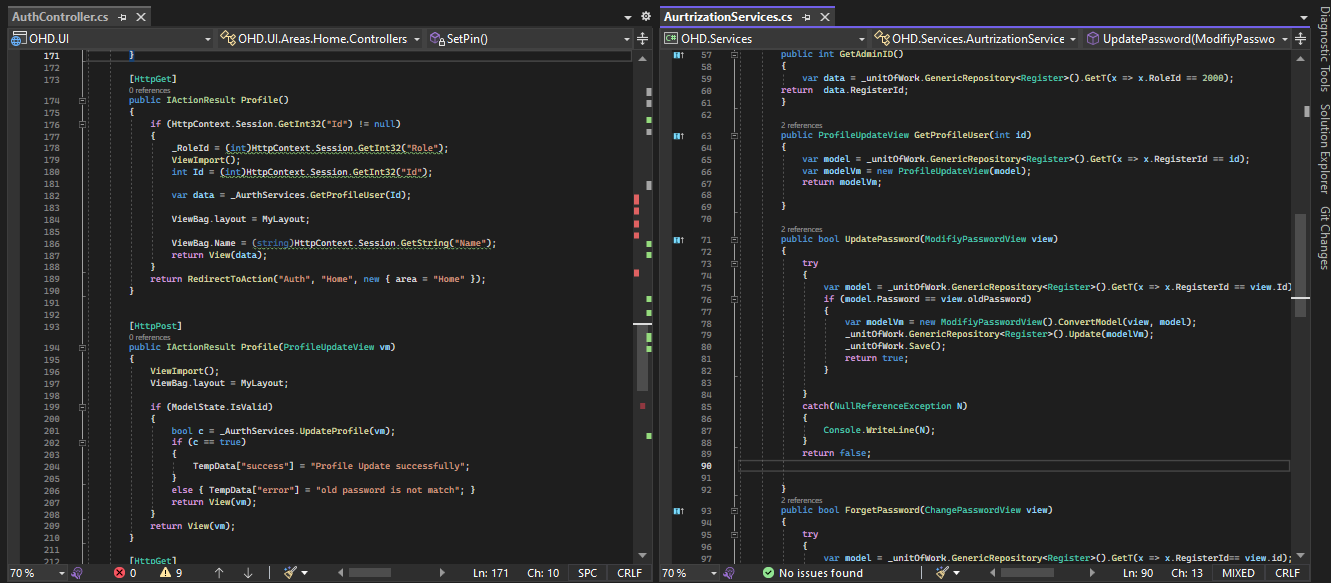 AuthController.cs
OHD.UI
OHD.UI.Areas.Home.Controllers
SetPin()
171 }
172
173 [HttpGet]
0 references
174 public IActionResult Profile()
175 {
176 if (HttpContext.Session.GetInt32("Id") != null)
177 {
178 _RoleId = (int)HttpContext.Session.GetInt32("Role");
179 ViewImport();
180 int Id = (int)HttpContext.Session.GetInt32("Id");
181
182 var data = _AurthServices.GetProfileUser(Id);
183
184 ViewBag.layout = MyLayout;
185
186 ViewBag.Name = (string)HttpContext.Session.GetString("Name");
187 return View(data);
188 }
189 return RedirectToAction("Auth", "Home", new { area = "Home" });
190 }
191
192
193 [HttpPost]
0 references
194 public IActionResult Profile(ProfileUpdateView vm)
195 {
196 ViewImport();
197 ViewBag.layout = MyLayout;
198
199 if (ModelState.IsValid)
200 {
201 bool c = _AurthServices.UpdateProfile(vm);
202 if (c == true)
203 {
204 TempData["success"] = "Profile Update successfully";
205 }
206 else { TempData["error"] = "old password is not match"; }
207 return View(vm);
208 }
209 return View(vm);
210 }
211
212 [HttpGet]
70 %
0
9
Ln: 171
Ch: 10
SPC
CRLF
AurtrizationServices.cs
C# OHD.Services
OHD.Services.AurtrizationService
UpdatePassword(ModifiyPasswo
57 public int GetAdminID()
58 {
59 var data = _unitOfWork.GenericRepository<Register>().GetT(x => x.RoleId == 2000);
60 return data.RegisterId;
61 }
62
2 references
63 public ProfileUpdateView GetProfileUser(int id)
64 {
65 var model = _unitOfWork.GenericRepository<Register>().GetT(x => x.RegisterId == id);
66 var modelVm = new ProfileUpdateView(model);
67 return modelVm;
68
69 }
70
2 references
71 public bool UpdatePassword(ModifiyPasswordView view)
72 {
73 try
74 {
75 var model = _unitOfWork.GenericRepository<Register>().GetT(x => x.RegisterId == view.Id)
76 if (model.Password == view.oldPassword)
77 {
78 var modelVm = new ModifiyPasswordView().ConvertModel(view, model);
79 _unitOfWork.GenericRepository<Register>().Update(modelVm);
80 _unitOfWork.Save();
81 return true;
82 }
83
84 }
85 catch(NullReferenceException N)
86 {
87 Console.WriteLine(N);
88 }
89 return false;
90
91
92 }
2 references
93 public bool ForgetPassword(ChangePasswordView view)
94 {
95 try
96 {
97 var model = _unitOfWork.GenericRepository<Register>().GetT(x => x.RegisterId== view.id);
70 %
No issues found
Ln: 90
Ch: 13
MIXED
CRLF
Diagnostic Tools
Solution Explorer
Git Changes